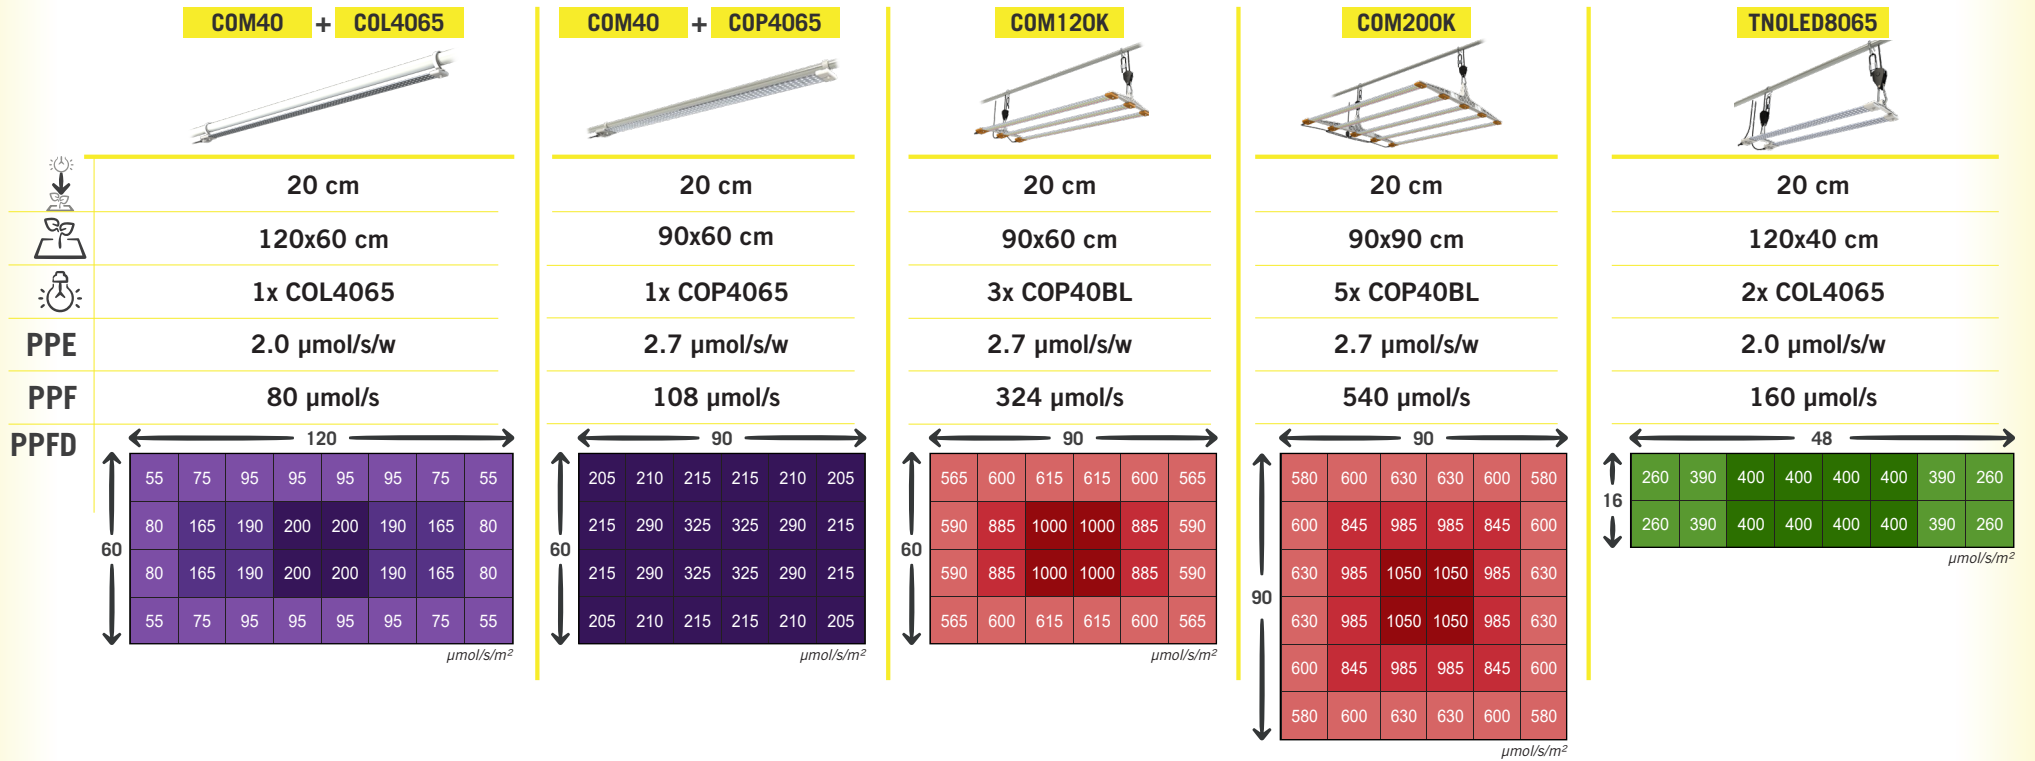 COM40 + COL4065
COM40 + COP4065
COM120K
COM200K
TNOLED8065
20 cm 20 cm 20 cm 20 cm 20 cm
120x60 cm 90x60 cm 90x60 cm 90x90 cm 120x40 cm
1x COL4065 1x COP4065 3x COP40BL 5x COP40BL 2x COL4065
PPE 2.0 µmol/s/w 2.7 µmol/s/w 2.7 µmol/s/w 2.7 µmol/s/w 2.0 µmol/s/w
PPF 80 µmol/s 108 µmol/s 324 µmol/s 540 µmol/s 160 µmol/s
PPFD
120
60
55 75 95 95 95 95 75 55
80 165 190 200 200 190 165 80
80 165 190 200 200 190 165 80
55 75 95 95 95 95 75 55
µmol/s/m²
90
60
205 210 215 215 210 205
215 290 325 325 290 215
215 290 325 325 290 215
205 210 215 215 210 205
µmol/s/m²
90
60
565 600 615 615 600 565
590 885 1000 1000 885 590
590 885 1000 1000 885 590
565 600 615 615 600 565
µmol/s/m²
90
90
580 600 630 630 600 580
600 845 985 985 845 600
630 985 1050 1050 985 630
630 985 1050 1050 985 630
600 845 985 985 845 600
580 600 630 630 600 580
µmol/s/m²
48
16
260 390 400 400 400 400 390 260
260 390 400 400 400 400 390 260
µmol/s/m²